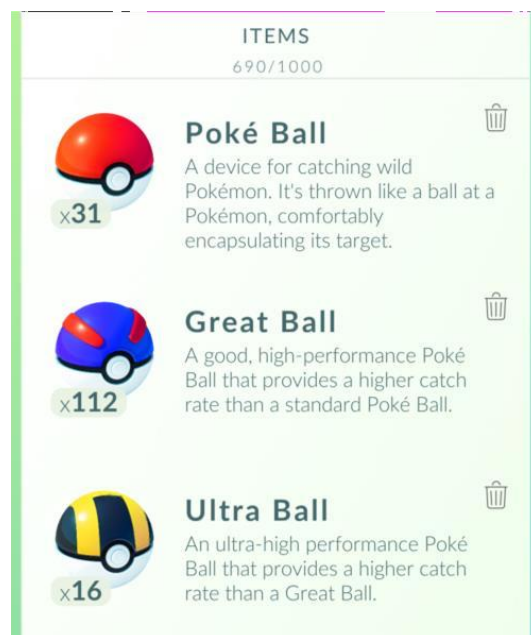 ITEMS
690/1000
Poké Ball
A device for catching wild
Pokémon. It's thrown like a ball at a
Pokémon, comfortably
encapsulating its target.
x31
Great Ball
A good, high-performance Poké
Ball that provides a higher catch
rate than a standard Poké Ball.
x112
Ultra Ball
An ultra-high performance Poké
Ball that provides a higher catch
rate than a Great Ball.
x16